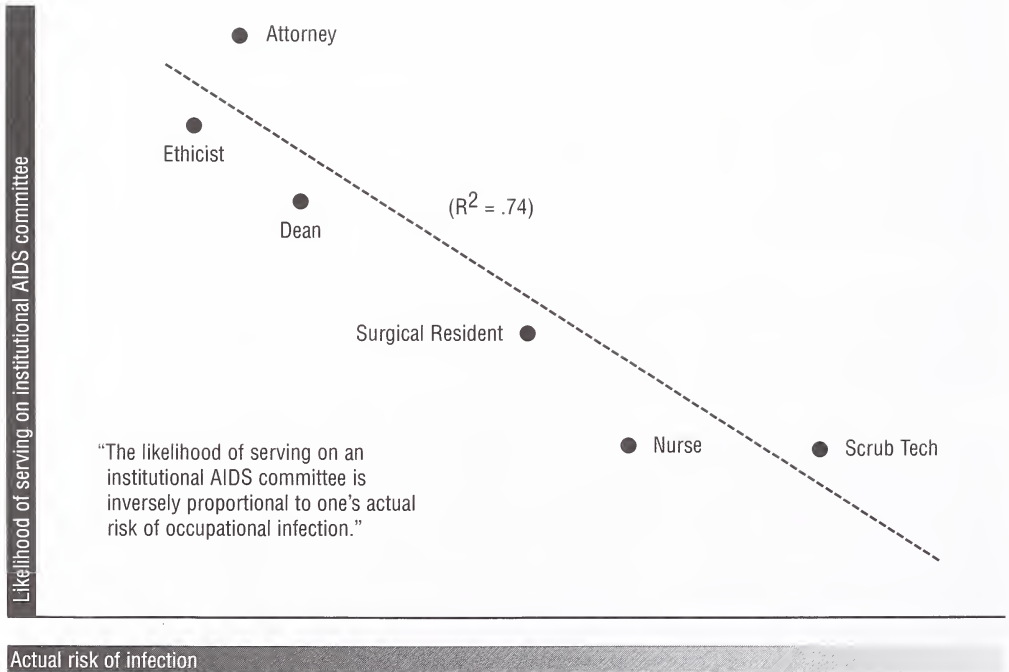 Attorney
Ethicist
Dean
(R² = .74)
Surgical Resident
Nurse
Scrub Tech
“The likelihood of serving on an
institutional AIDS committee is
inversely proportional to one’s actual
risk of occupational infection.”
Likelihood of serving on institutional AIDS committee
Actual risk of infection